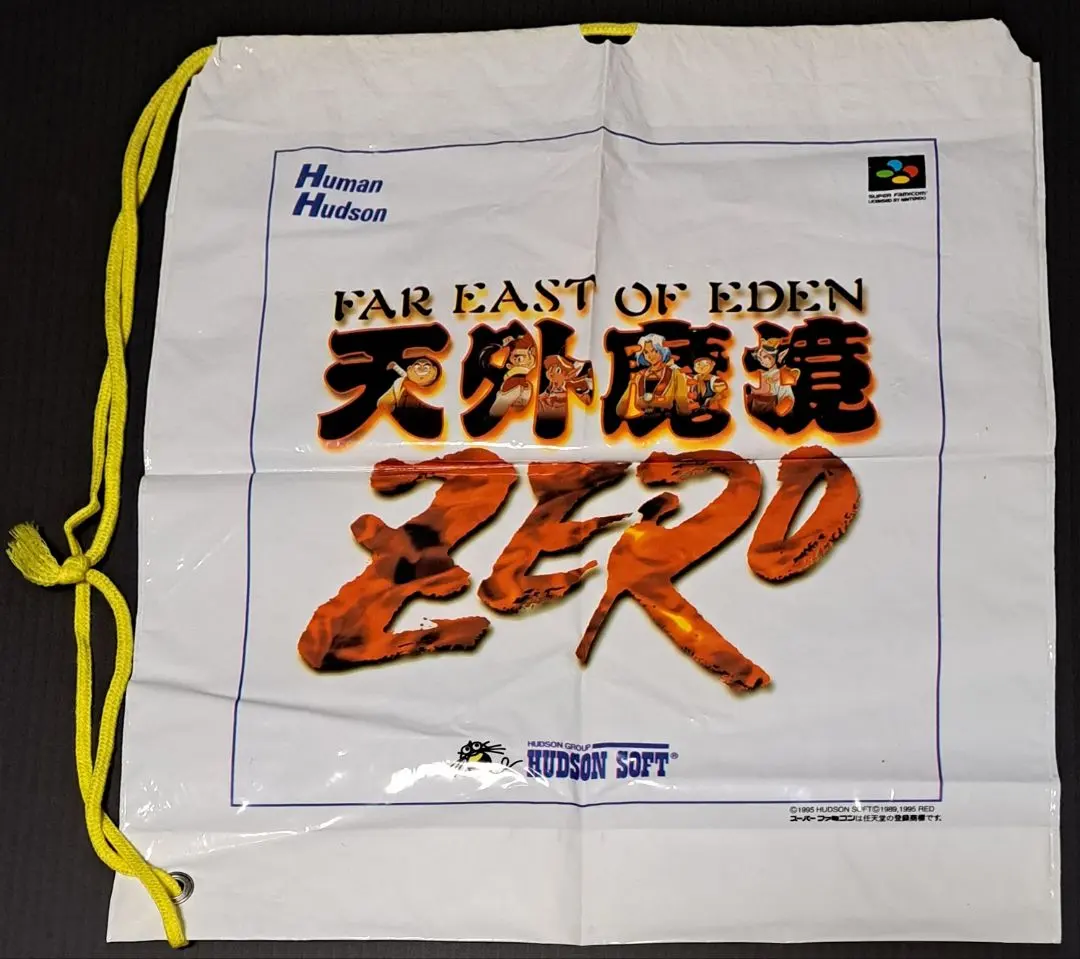 Human
Hudson
SUPER FAMICOM
LICENSED BY NINTENDO
FAR EAST OF EDEN
天外魔境
ZERO
HUDSON GROUP
HUDSON SOFT®
©1995 HUDSON SOFT©1989,1995 RED
スーパーファミコンは任天堂の登録商標です。